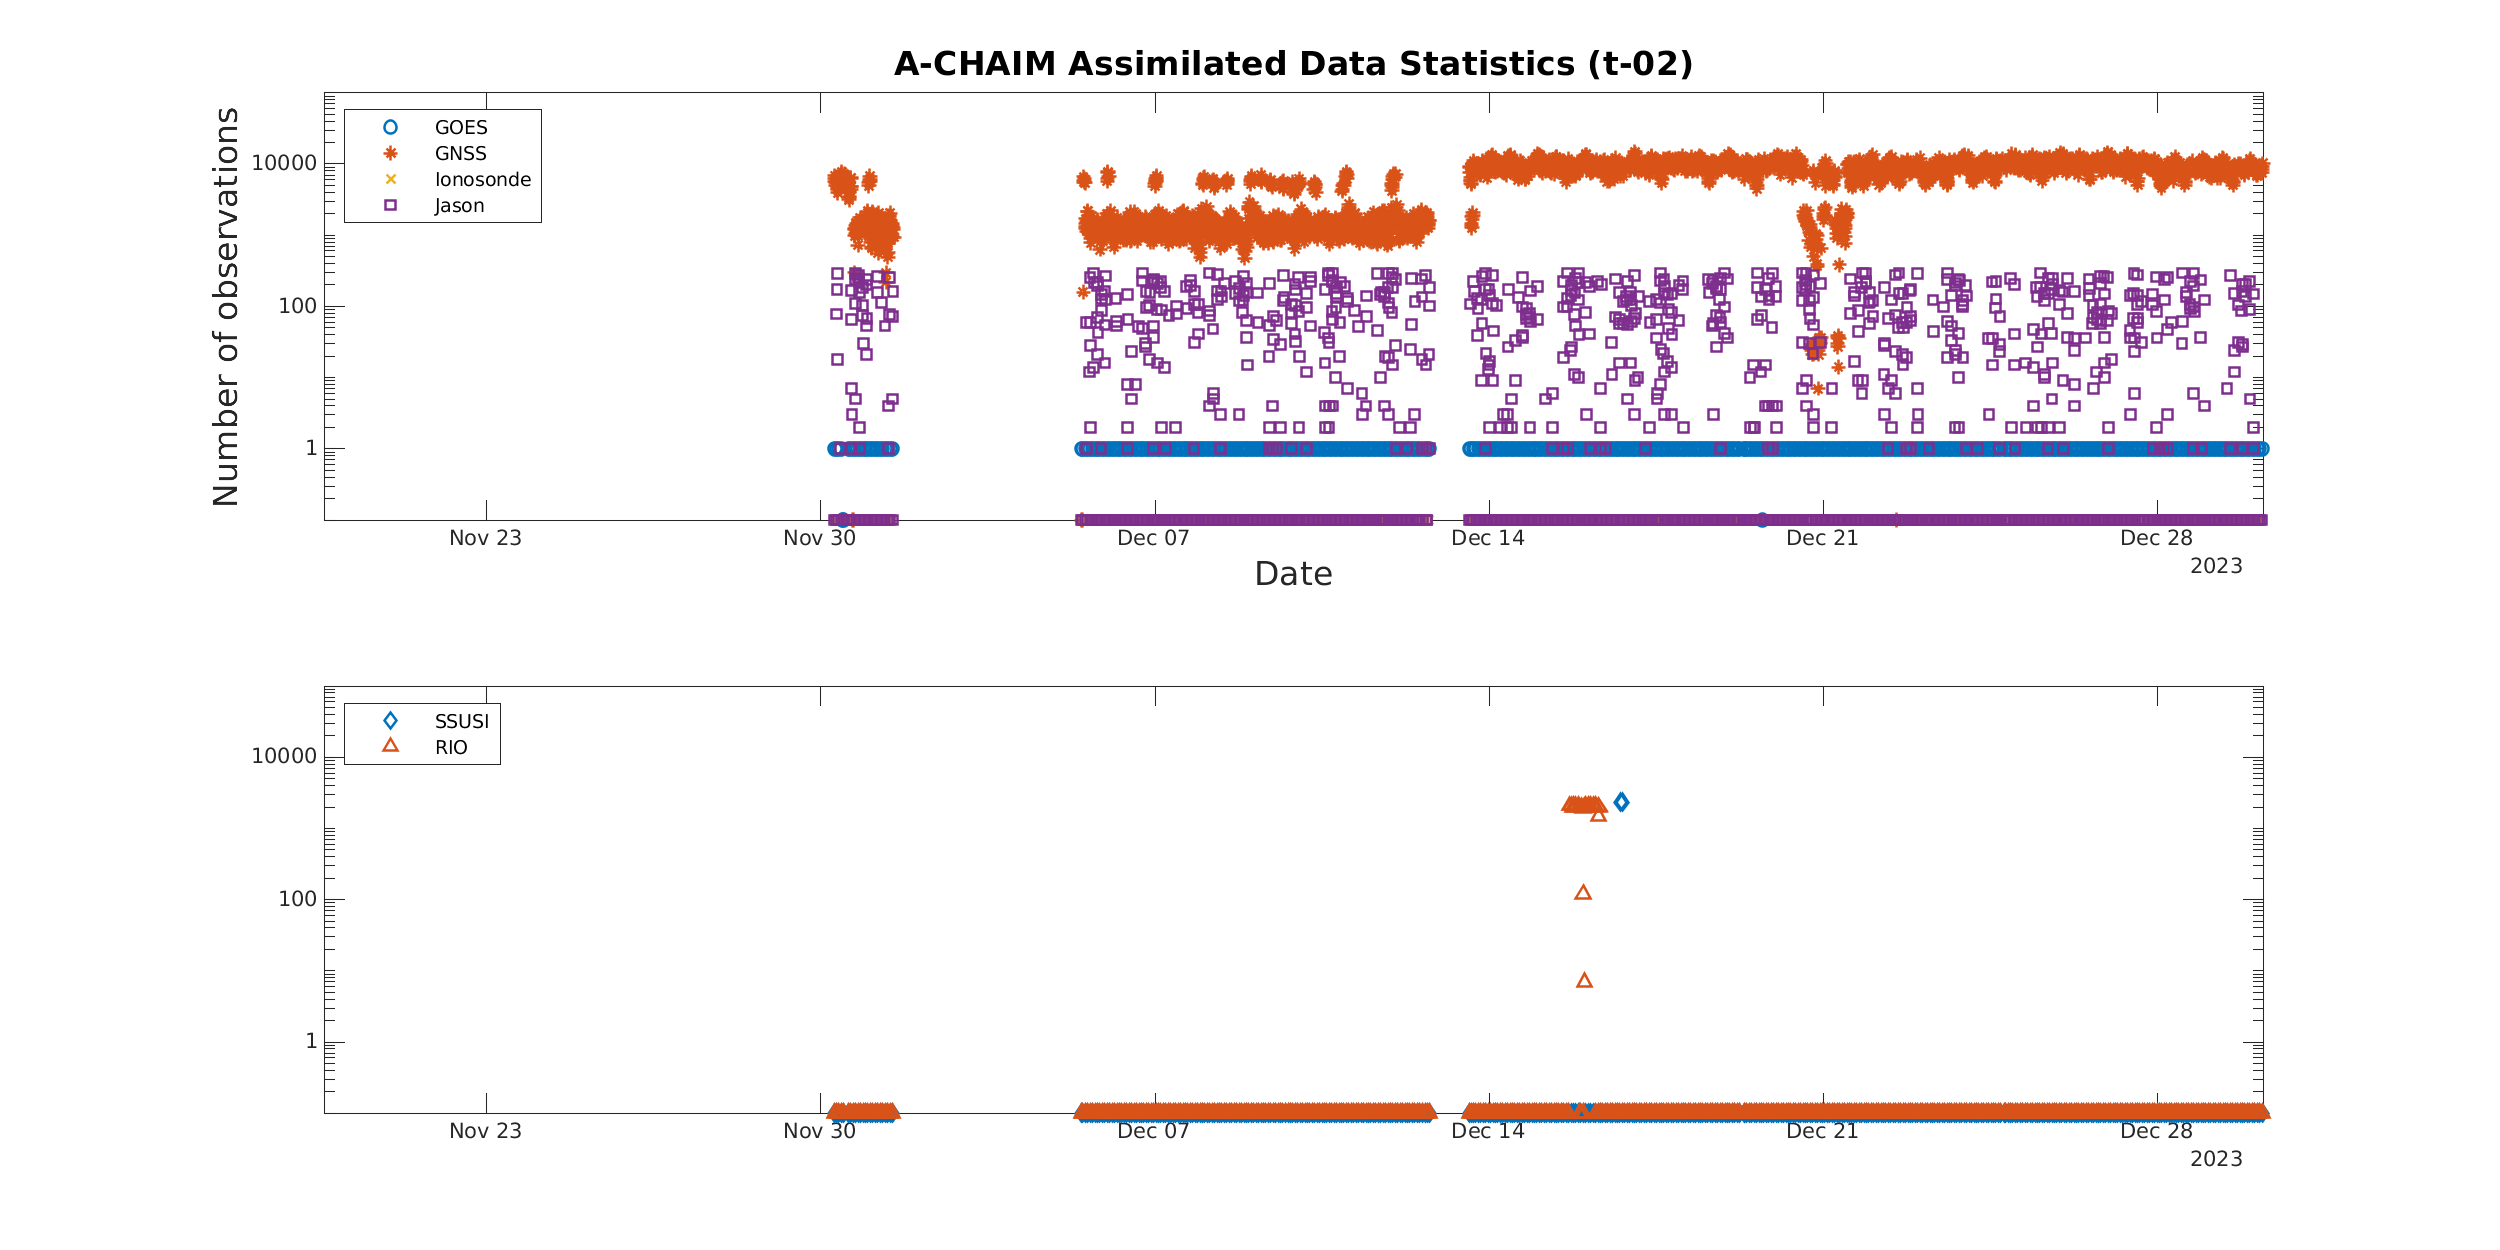 A-CHAIM Assimilated Data Statistics (t-02)
Number of observations
GOES
GNSS
Ionosonde
Jason
10000
100
1
Nov 23 Nov 30 Dec 07 Dec 14 Dec 21 Dec 28
2023
Date
SSUSI
RIO
10000
100
1
Nov 23 Nov 30 Dec 07 Dec 14 Dec 21 Dec 28
2023